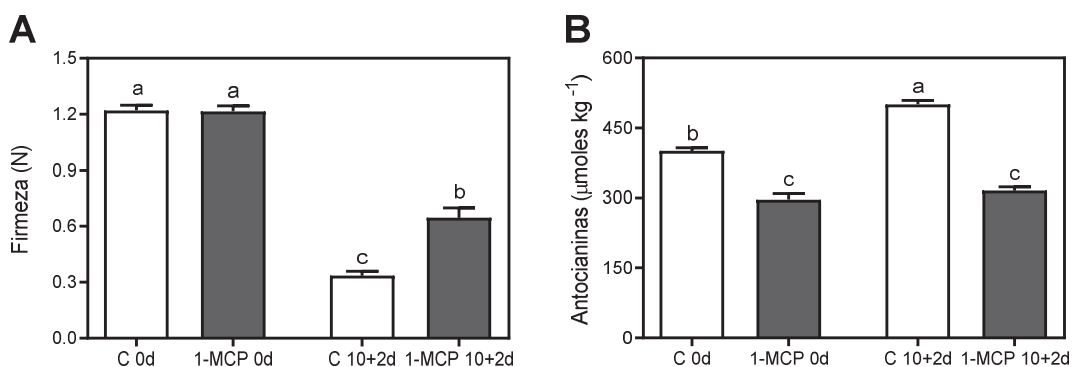 A
Firmeza (N)
1.5
1.2
0.9
0.6
0.3
0.0
a
a
c
b
C 0d
1-MCP 0d
C 10+2d
1-MCP 10+2d
B
Antocianinas (μmoles kg⁻¹)
600
450
300
150
0
b
c
a
c
C 0d
1-MCP 0d
C 10+2d
1-MCP 10+2d